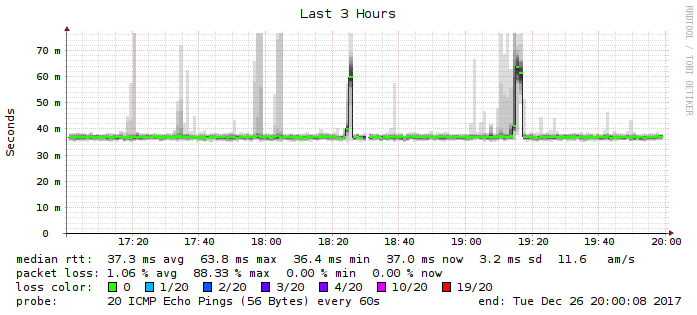 Last 3 Hours
RRDTOOL / TOBI OETIKER
Seconds
70 m
60 m
50 m
40 m
30 m
20 m
10 m
0
17:20 17:40 18:00 18:20 18:40 19:00 19:20 19:40 20:00
median rtt: 37.3 ms avg 63.8 ms max 36.4 ms min 37.0 ms now 3.2 ms sd 11.6 am/s
packet loss: 1.06 % avg 88.33 % max 0.00 % min 0.00 % now
loss color: 0 1/20 2/20 3/20 4/20 10/20 19/20
probe: 20 ICMP Echo Pings (56 Bytes) every 60s end: Tue Dec 26 20:00:08 2017